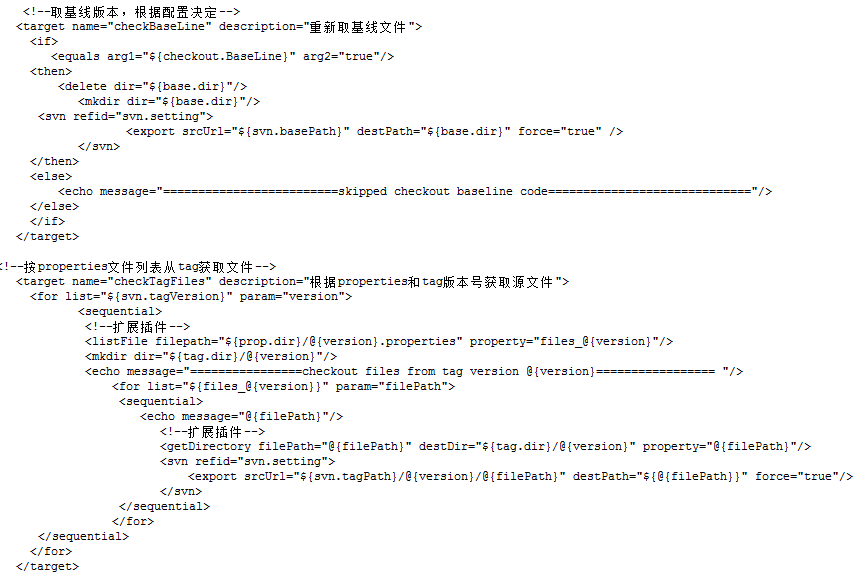 <!--取基线版本，根据配置决定-->
<target name="checkBaseLine" description="重新取基线文件">
<if>
<equals arg1="${checkout.BaseLine}" arg2="true"/>
<then>
<delete dir="${base.dir}"/>
<mkdir dir="${base.dir}"/>
<svn refid="svn.setting">
<export srcUrl="${svn.basePath}" destPath="${base.dir}" force="true" />
</svn>
</then>
<else>
<echo message="=========================skipped checkout baseline code============================="/>
</else>
</if>
</target>
<!--按properties文件列表从tag获取文件-->
<target name="checkTagFiles" description="根据properties和tag版本号获取源文件">
<for list="${svn.tagVersion}" param="version">
<sequential>
<!--扩展插件-->
<listFile filepath="${prop.dir}/@{version}.properties" property="files_@{version}"/>
<mkdir dir="${tag.dir}/@{version}"/>
<echo message="================checkout files from tag version @{version}================= "/>
<for list="${files_@{version}}" param="filePath">
<sequential>
<echo message="@{filePath}"/>
<!--扩展插件-->
<getDirectory filePath="@{filePath}" destDir="${tag.dir}/@{version}" property="@{filePath}"/>
<svn refid="svn.setting">
<export srcUrl="${svn.tagPath}/@{version}/@{filePath}" destPath="${@{filePath}}" force="true"/>
</svn>
</sequential>
</for>
</sequential>
</for>
</target>